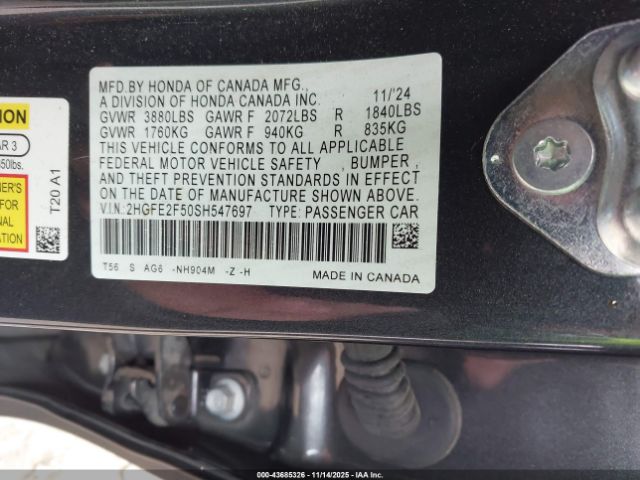 MFD.BY HONDA OF CANADA MFG.,
A DIVISION OF HONDA CANADA INC. 11/'24
GVWR 3880LBS GAWR F 2072LBS R 1840LBS
GVWR 1760KG GAWR F 940KG R 835KG
THIS VEHICLE CONFORMS TO ALL APPLICABLE
FEDERAL MOTOR VEHICLE SAFETY , BUMPER ,
AND THEFT PREVENTION STANDARDS IN EFFECT
ON THE DATE OF MANUFACTURE SHOWN ABOVE.
V.I.N.:2HGFE2F50SH547697 TYPE: PASSENGER CAR
T56 S AG6 -NH904M -Z -H MADE IN CANADA
T20 A1
000-43685326 - 11/14/2025 - IAA Inc.